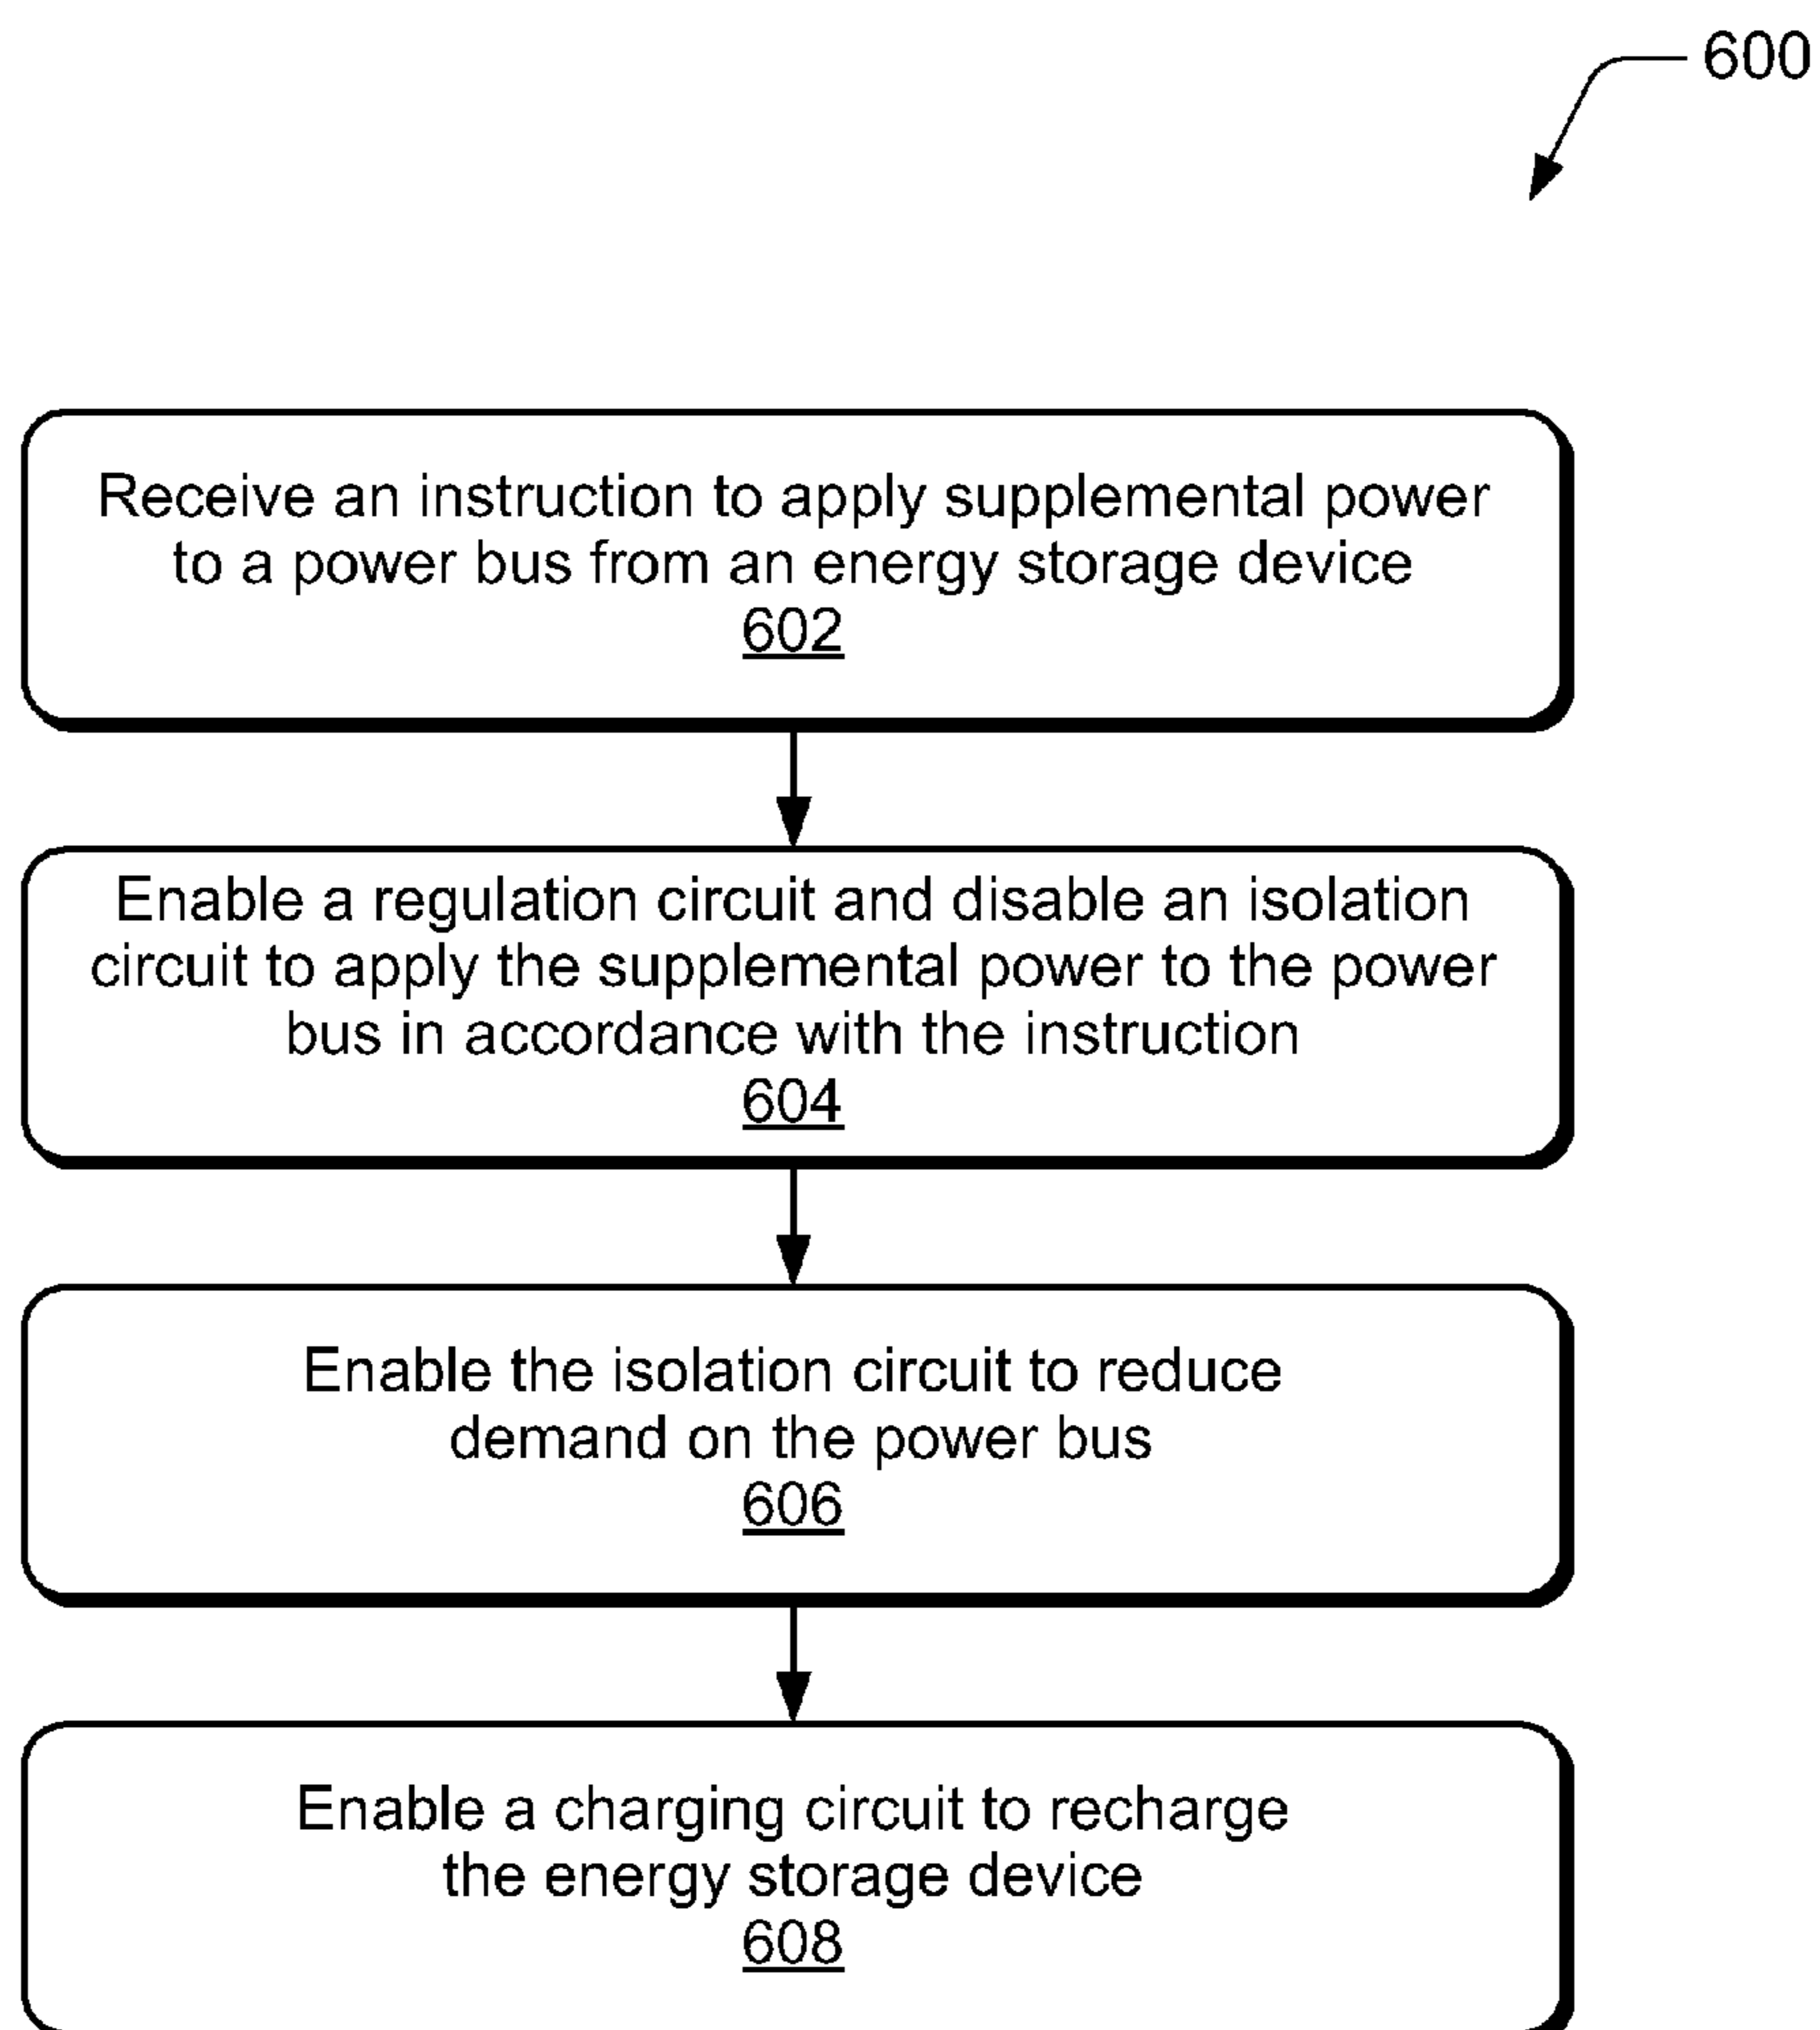 600
Receive an instruction to apply supplemental power
to a power bus from an energy storage device
602
Enable a regulation circuit and disable an isolation
circuit to apply the supplemental power to the power
bus in accordance with the instruction
604
Enable the isolation circuit to reduce
demand on the power bus
606
Enable a charging circuit to recharge
the energy storage device
608